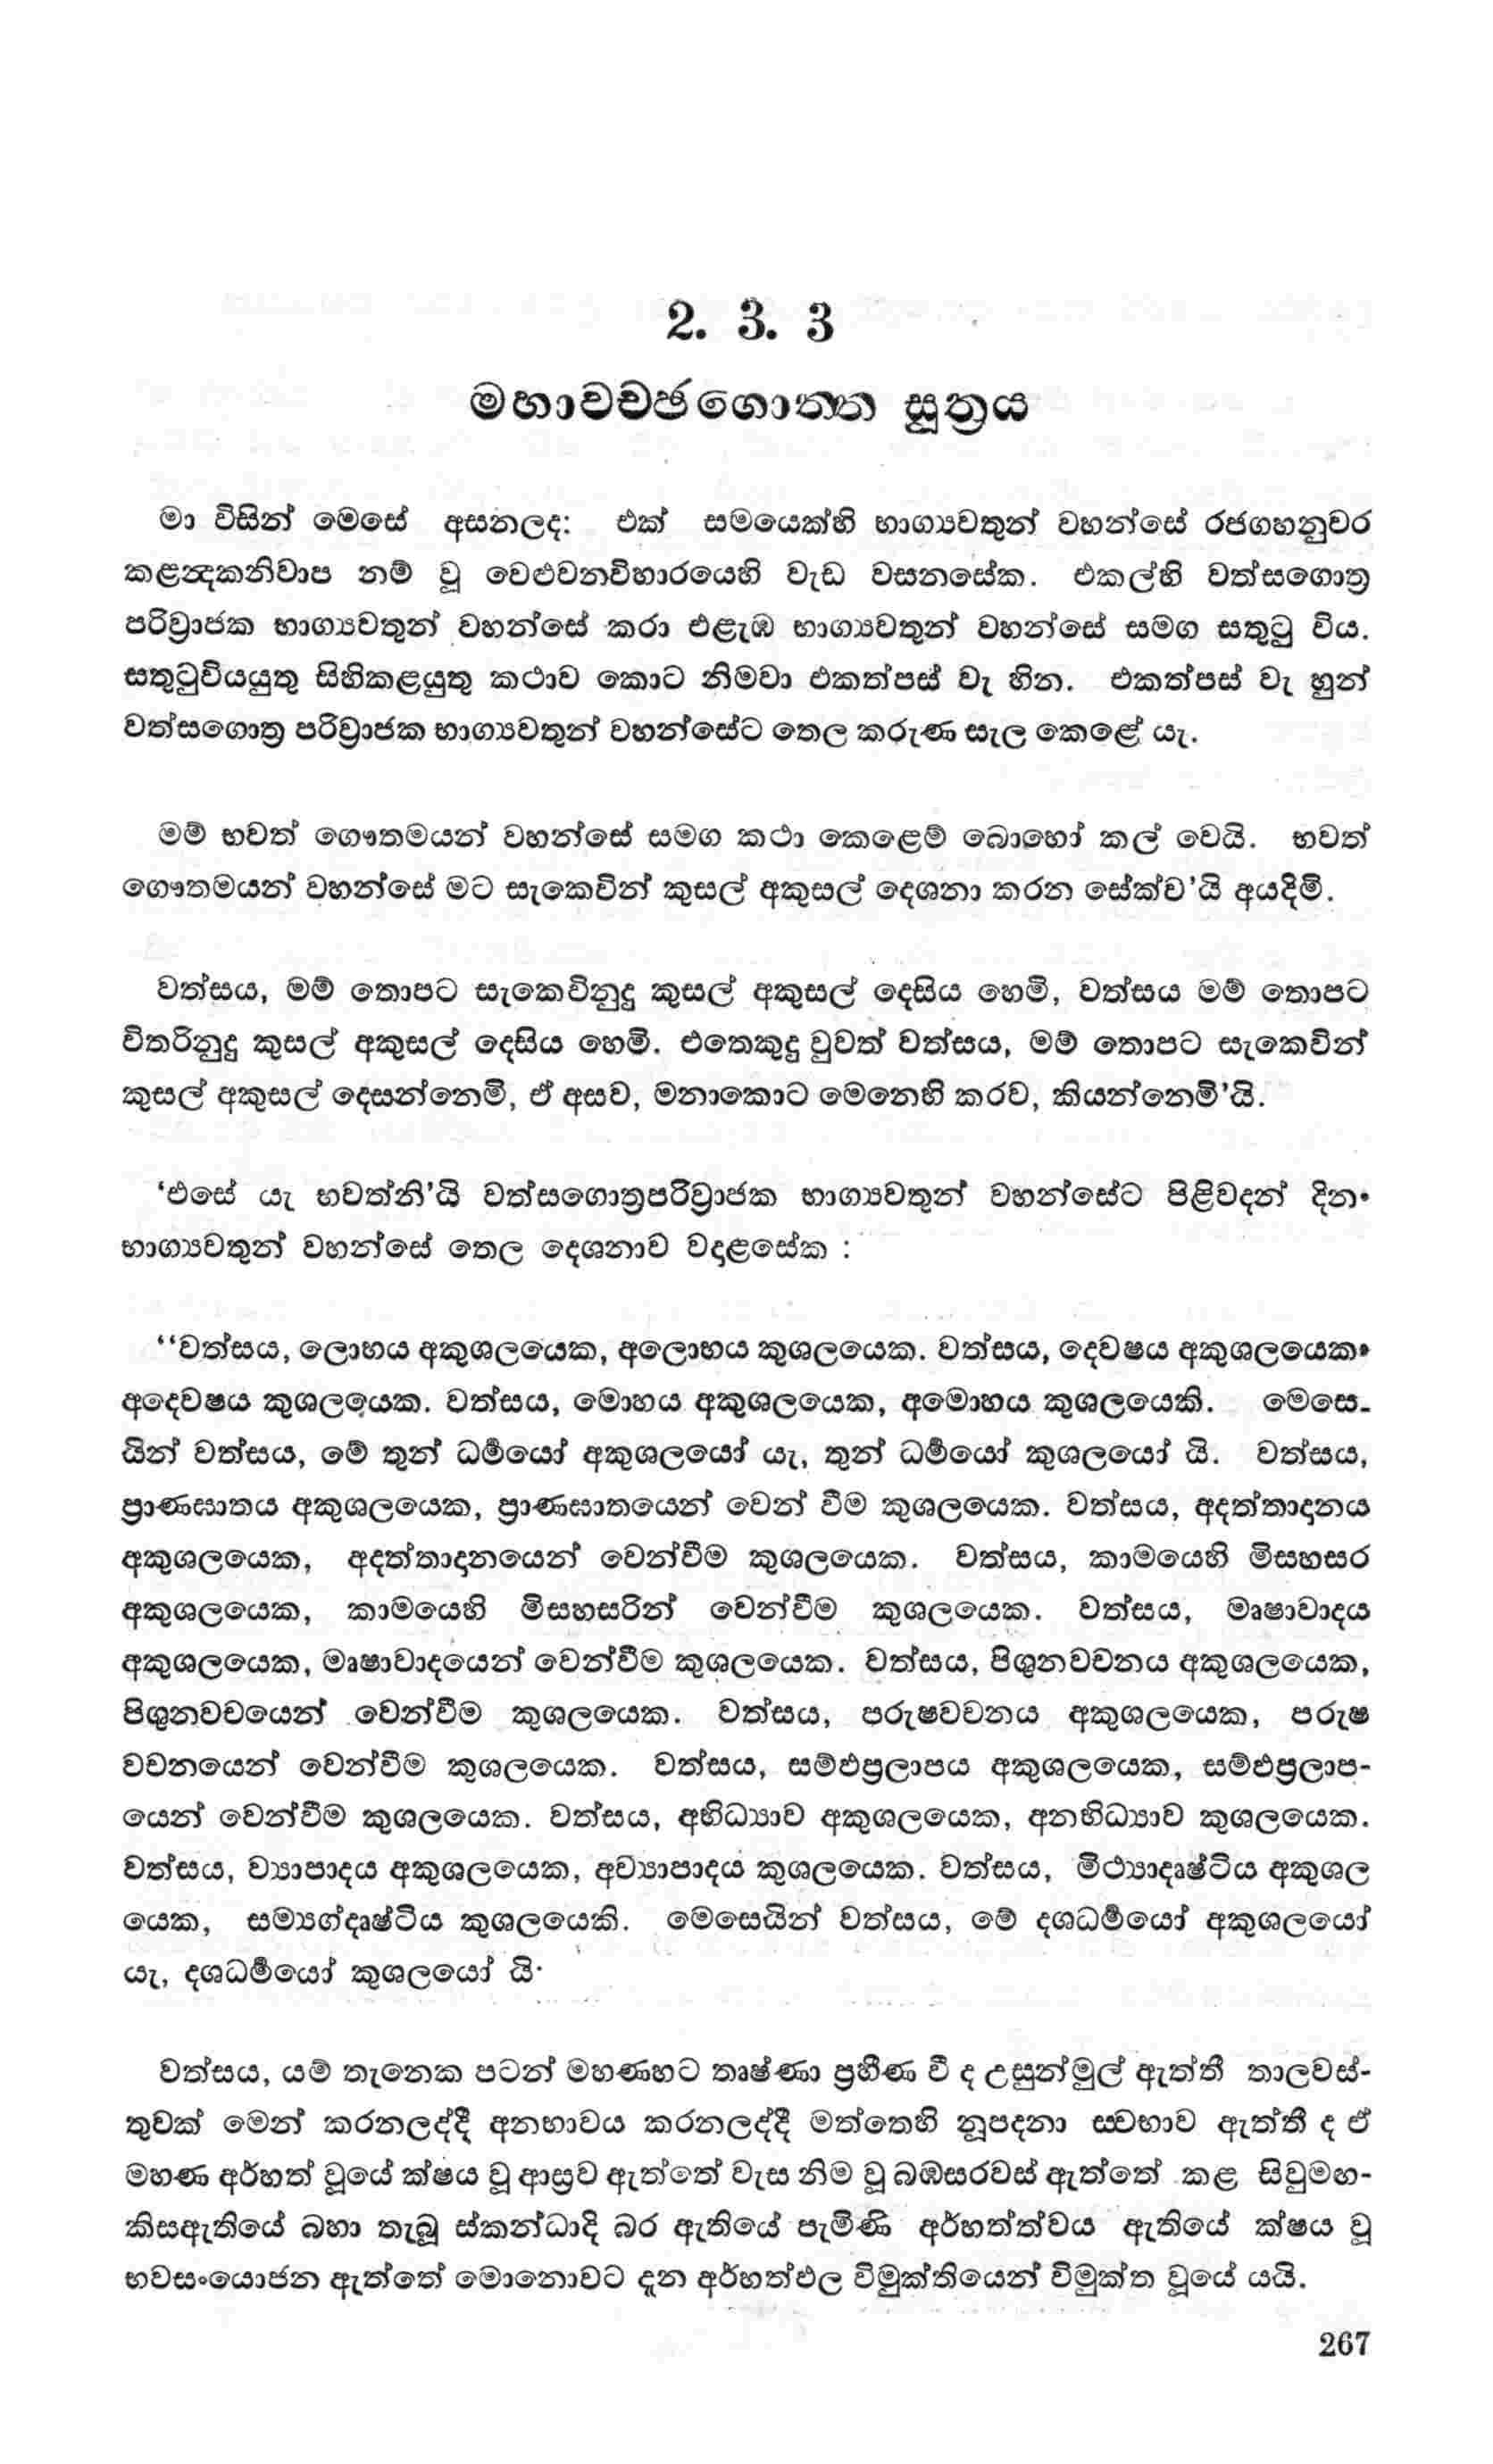 2. 3. 3
මහාවච්ඡගොත්ත සූත්‍රය
මා විසින් මෙසේ අසනලද: එක් සමයෙක්හි භාග්‍යවතුන් වහන්සේ රජගහනුවර
කළන්‍දකනිවාප නම් වූ වෙළුවනවිහාරයෙහි වැඩ වසනසේක. එකල්හි වත්සගොත්‍ර
පරිව්‍රාජක භාග්‍යවතුන් වහන්සේ කරා එළැඹ භාග්‍යවතුන් වහන්සේ සමග සතුටු විය.
සතුටුවියයුතු සිහිකළයුතු කථාව කොට නිමවා එකත්පස් වැ හින. එකත්පස් වැ හුන්
වත්සගොත්‍ර පරිව්‍රාජක භාග්‍යවතුන් වහන්සේට තෙල කරුණ සැල කෙළේ යැ.
මම් භවත් ගෞතමයන් වහන්සේ සමග කථා කෙළෙම් බොහෝ කල් වෙයි. භවත්
ගෞතමයන් වහන්සේ මට සැකෙවින් කුසල් අකුසල් දෙශනා කරන සේක්ව'යි අයදිමි.
වත්සය, මම් තොපට සැකෙවිනුදු කුසල් අකුසල් දෙසිය හෙමි, වත්සය මම් තොපට
විතරිනුදු කුසල් අකුසල් දෙසිය හෙමි. එතෙකුදු වුවත් වත්සය, මම් තොපට සැකෙවින්
කුසල් අකුසල් දෙසන්නෙමි, ඒ අසව, මනාකොට මෙනෙහි කරව, කියන්නෙමි'යි.
‘එසේ යැ භවත්නි'යි වත්සගොත්‍රපරිව්‍රාජක භාග්‍යවතුන් වහන්සේට පිළිවදන් දින.
භාග්‍යවතුන් වහන්සේ තෙල දෙශනාව වදාළසේක :
‘‘වත්සය, ලොභය අකුශලයෙක, අලොභය කුශලයෙක. වත්සය, ද්වෙෂය අකුශලයෙක.
අද්වෙෂය කුශලයෙක. වත්සය, මොහය අකුශලයෙක, අමොහය කුශලයෙකි. මෙසෙ-
යින් වත්සය, මේ තුන් ධර්‍මයෝ අකුශලයෝ යැ, තුන් ධර්‍මයෝ කුශලයෝ යි. වත්සය,
ප්‍රාණඝාතය අකුශලයෙක, ප්‍රාණඝාතයෙන් වෙන් වීම කුශලයෙක. වත්සය, අදත්තාදානය
අකුශලයෙක, අදත්තාදානයෙන් වෙන්වීම කුශලයෙක. වත්සය, කාමයෙහි මිසහසර
අකුශලයෙක, කාමයෙහි මිසහසරින් වෙන්වීම කුශලයෙක. වත්සය, මෘෂාවාදය
අකුශලයෙක, මෘෂාවාදයෙන් වෙන්වීම කුශලයෙක. වත්සය, පිශුනවචනය අකුශලයෙක,
පිශුනවචයෙන් වෙන්වීම කුශලයෙක. වත්සය, පරුෂවචනය අකුශලයෙක, පරුෂ
වචනයෙන් වෙන්වීම කුශලයෙක. වත්සය, සම්ඵප්‍රලාපය අකුශලයෙක, සම්ඵප්‍රලාප-
යෙන් වෙන්වීම කුශලයෙක. වත්සය, අභිධ්‍යාව අකුශලයෙක, අනභිධ්‍යාව කුශලයෙක.
වත්සය, ව්‍යාපාදය අකුශලයෙක, අව්‍යාපාදය කුශලයෙක. වත්සය, මිථ්‍යාදෘෂ්ටිය අකුශල
යෙක, සම්‍යග්දෘෂ්ටිය කුශලයෙකි. මෙසෙයින් වත්සය, මේ දශධර්‍මයෝ අකුශලයෝ
යැ, දශධර්‍මයෝ කුශලයෝ යි.
වත්සය, යම් තැනෙක පටන් මහණහට තෘෂ්ණා ප්‍රහීණ වී ද උසුන්මුල් ඇත්තී තාලවස්-
තුවක් මෙන් කරනලද්දී අනභාවය කරනලද්දී මත්තෙහි නූපදනා ස්‍වභාව ඇත්තී ද ඒ
මහණ අර්හත් වූයේ ක්ෂය වූ ආස්‍රව ඇත්තේ වැස නිම වූ බඹසරවස් ඇත්තේ කළ සිවුමඟ-
කිසඇතියේ බහා තැබූ ස්කන්ධාදි බර ඇතියේ පැමිණි අර්හත්ත්වය ඇතියේ ක්ෂය වූ
භවසංයොජන ඇත්තේ මොනොවට දැන අර්හත්ඵල විමුක්තියෙන් විමුක්ත වූයේ යයි.
267